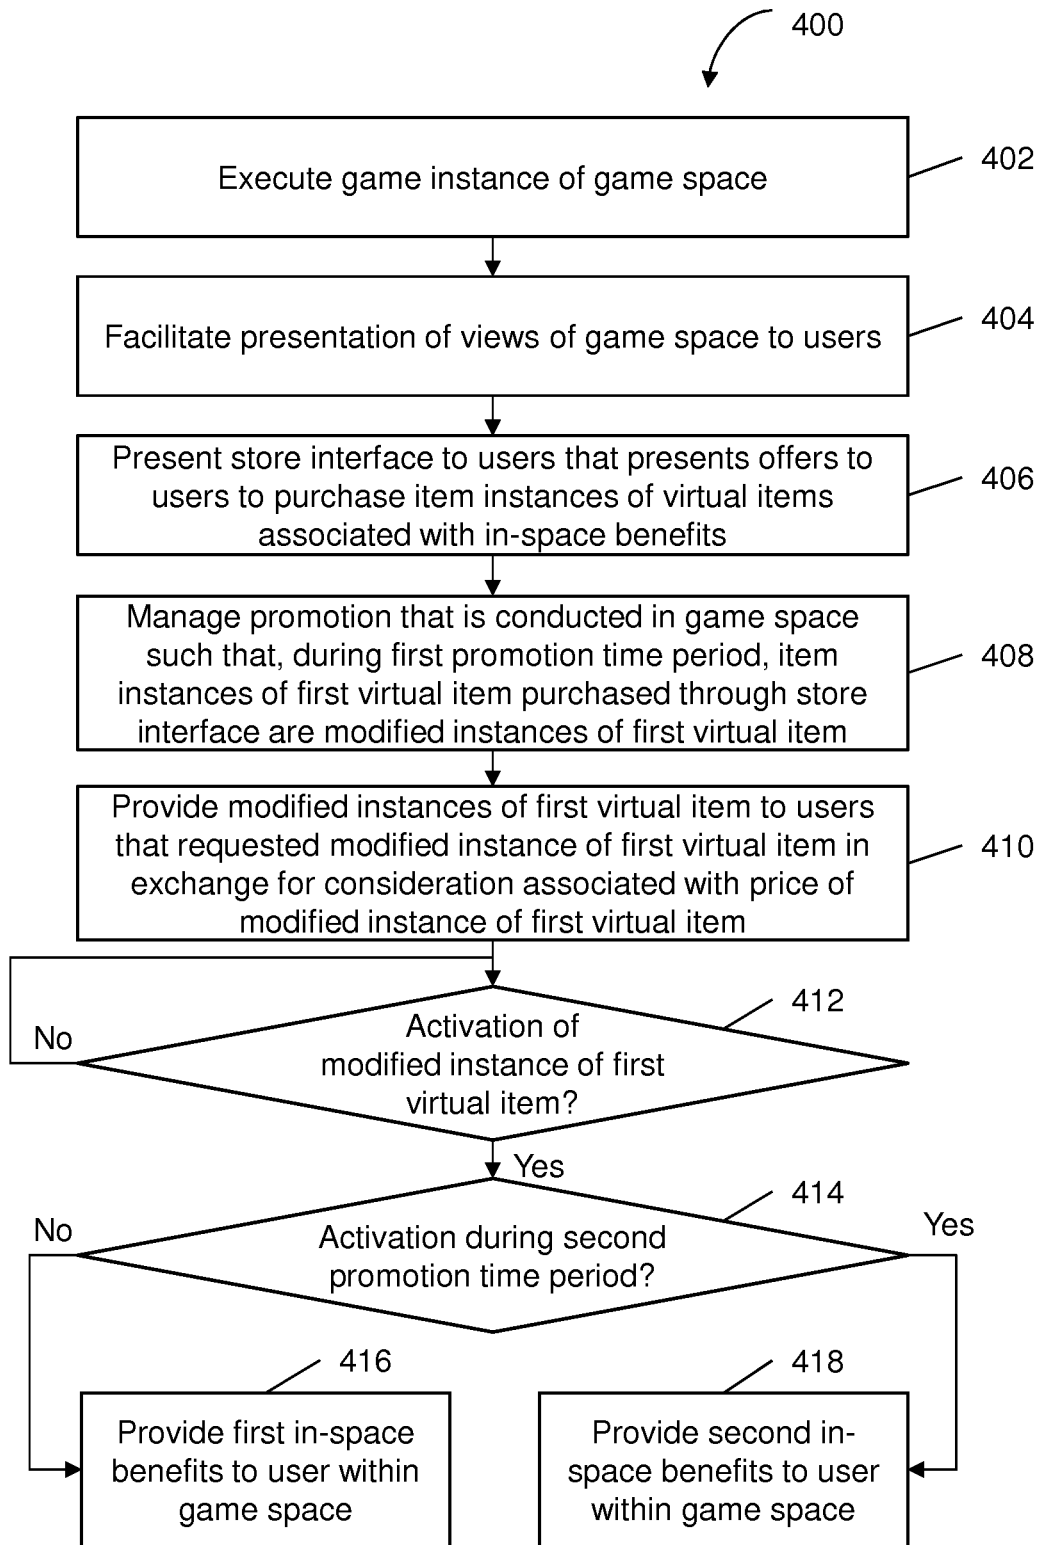 400
Execute game instance of game space
402
Facilitate presentation of views of game space to users
404
Present store interface to users that presents offers to
users to purchase item instances of virtual items
associated with in-space benefits
406
Manage promotion that is conducted in game space
such that, during first promotion time period, item
instances of first virtual item purchased through store
interface are modified instances of first virtual item
408
Provide modified instances of first virtual item to users
that requested modified instance of first virtual item in
exchange for consideration associated with price of
modified instance of first virtual item
410
412
Activation of
modified instance of first
virtual item?
No
Yes
414
Activation during second
promotion time period?
No
Yes
416
Provide first in-space
benefits to user within
game space
418
Provide second in-
space benefits to user
within game space